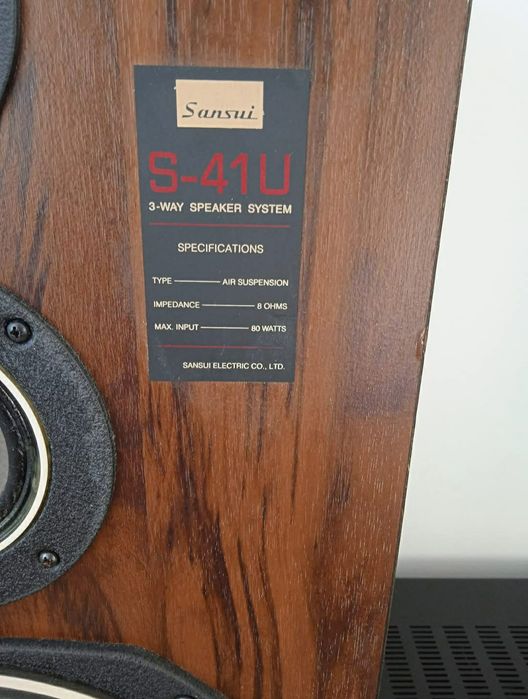 Sansui
S-41U
3-WAY SPEAKER SYSTEM
SPECIFICATIONS
TYPE AIR SUSPENSION
IMPEDANCE 8 OHMS
MAX. INPUT 80 WATTS
SANSUI ELECTRIC CO., LTD.